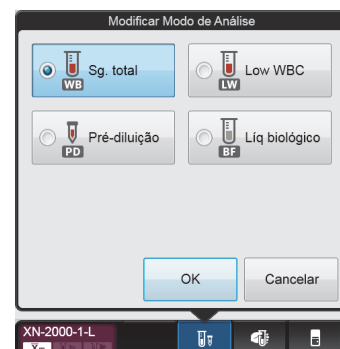 Modificar Modo de Análise
Sg. total
WB
Low WBC
LW
Pré-diluição
PD
Líq biológico
BF
OK
Cancelar
XN-2000-1-L